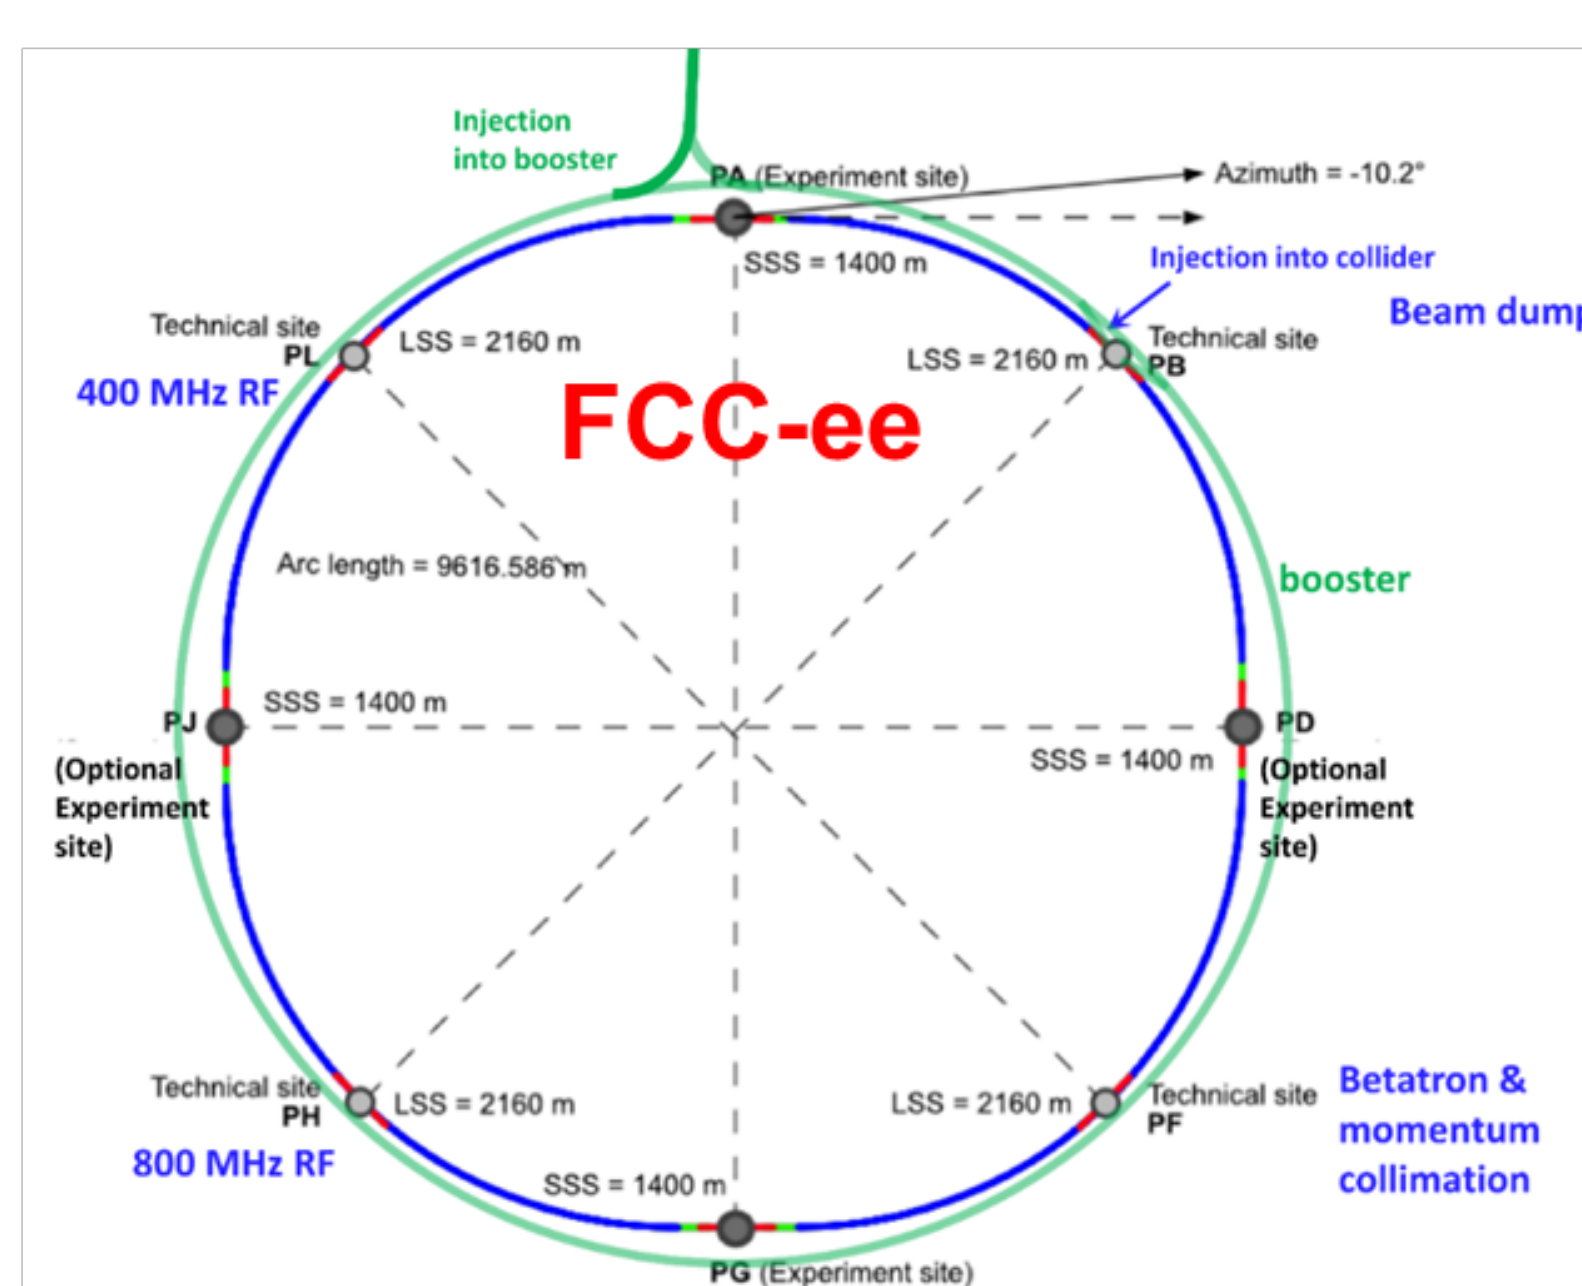 Injection
into booster
PA (Experiment site)
Azimuth = -10.2°
SSS = 1400 m
Injection into collider
Beam dump
Technical site
PL
LSS = 2160 m
400 MHz RF
LSS = 2160 m
Technical site
PB
FCC-ee
Arc length = 9616.586 m
booster
SSS = 1400 m
PJ
(Optional
Experiment
site)
PD
SSS = 1400 m
(Optional
Experiment
site)
Technical site
PH
LSS = 2160 m
800 MHz RF
LSS = 2160 m
Technical site
PF
Betatron &
momentum
collimation
SSS = 1400 m
PG (Experiment site)